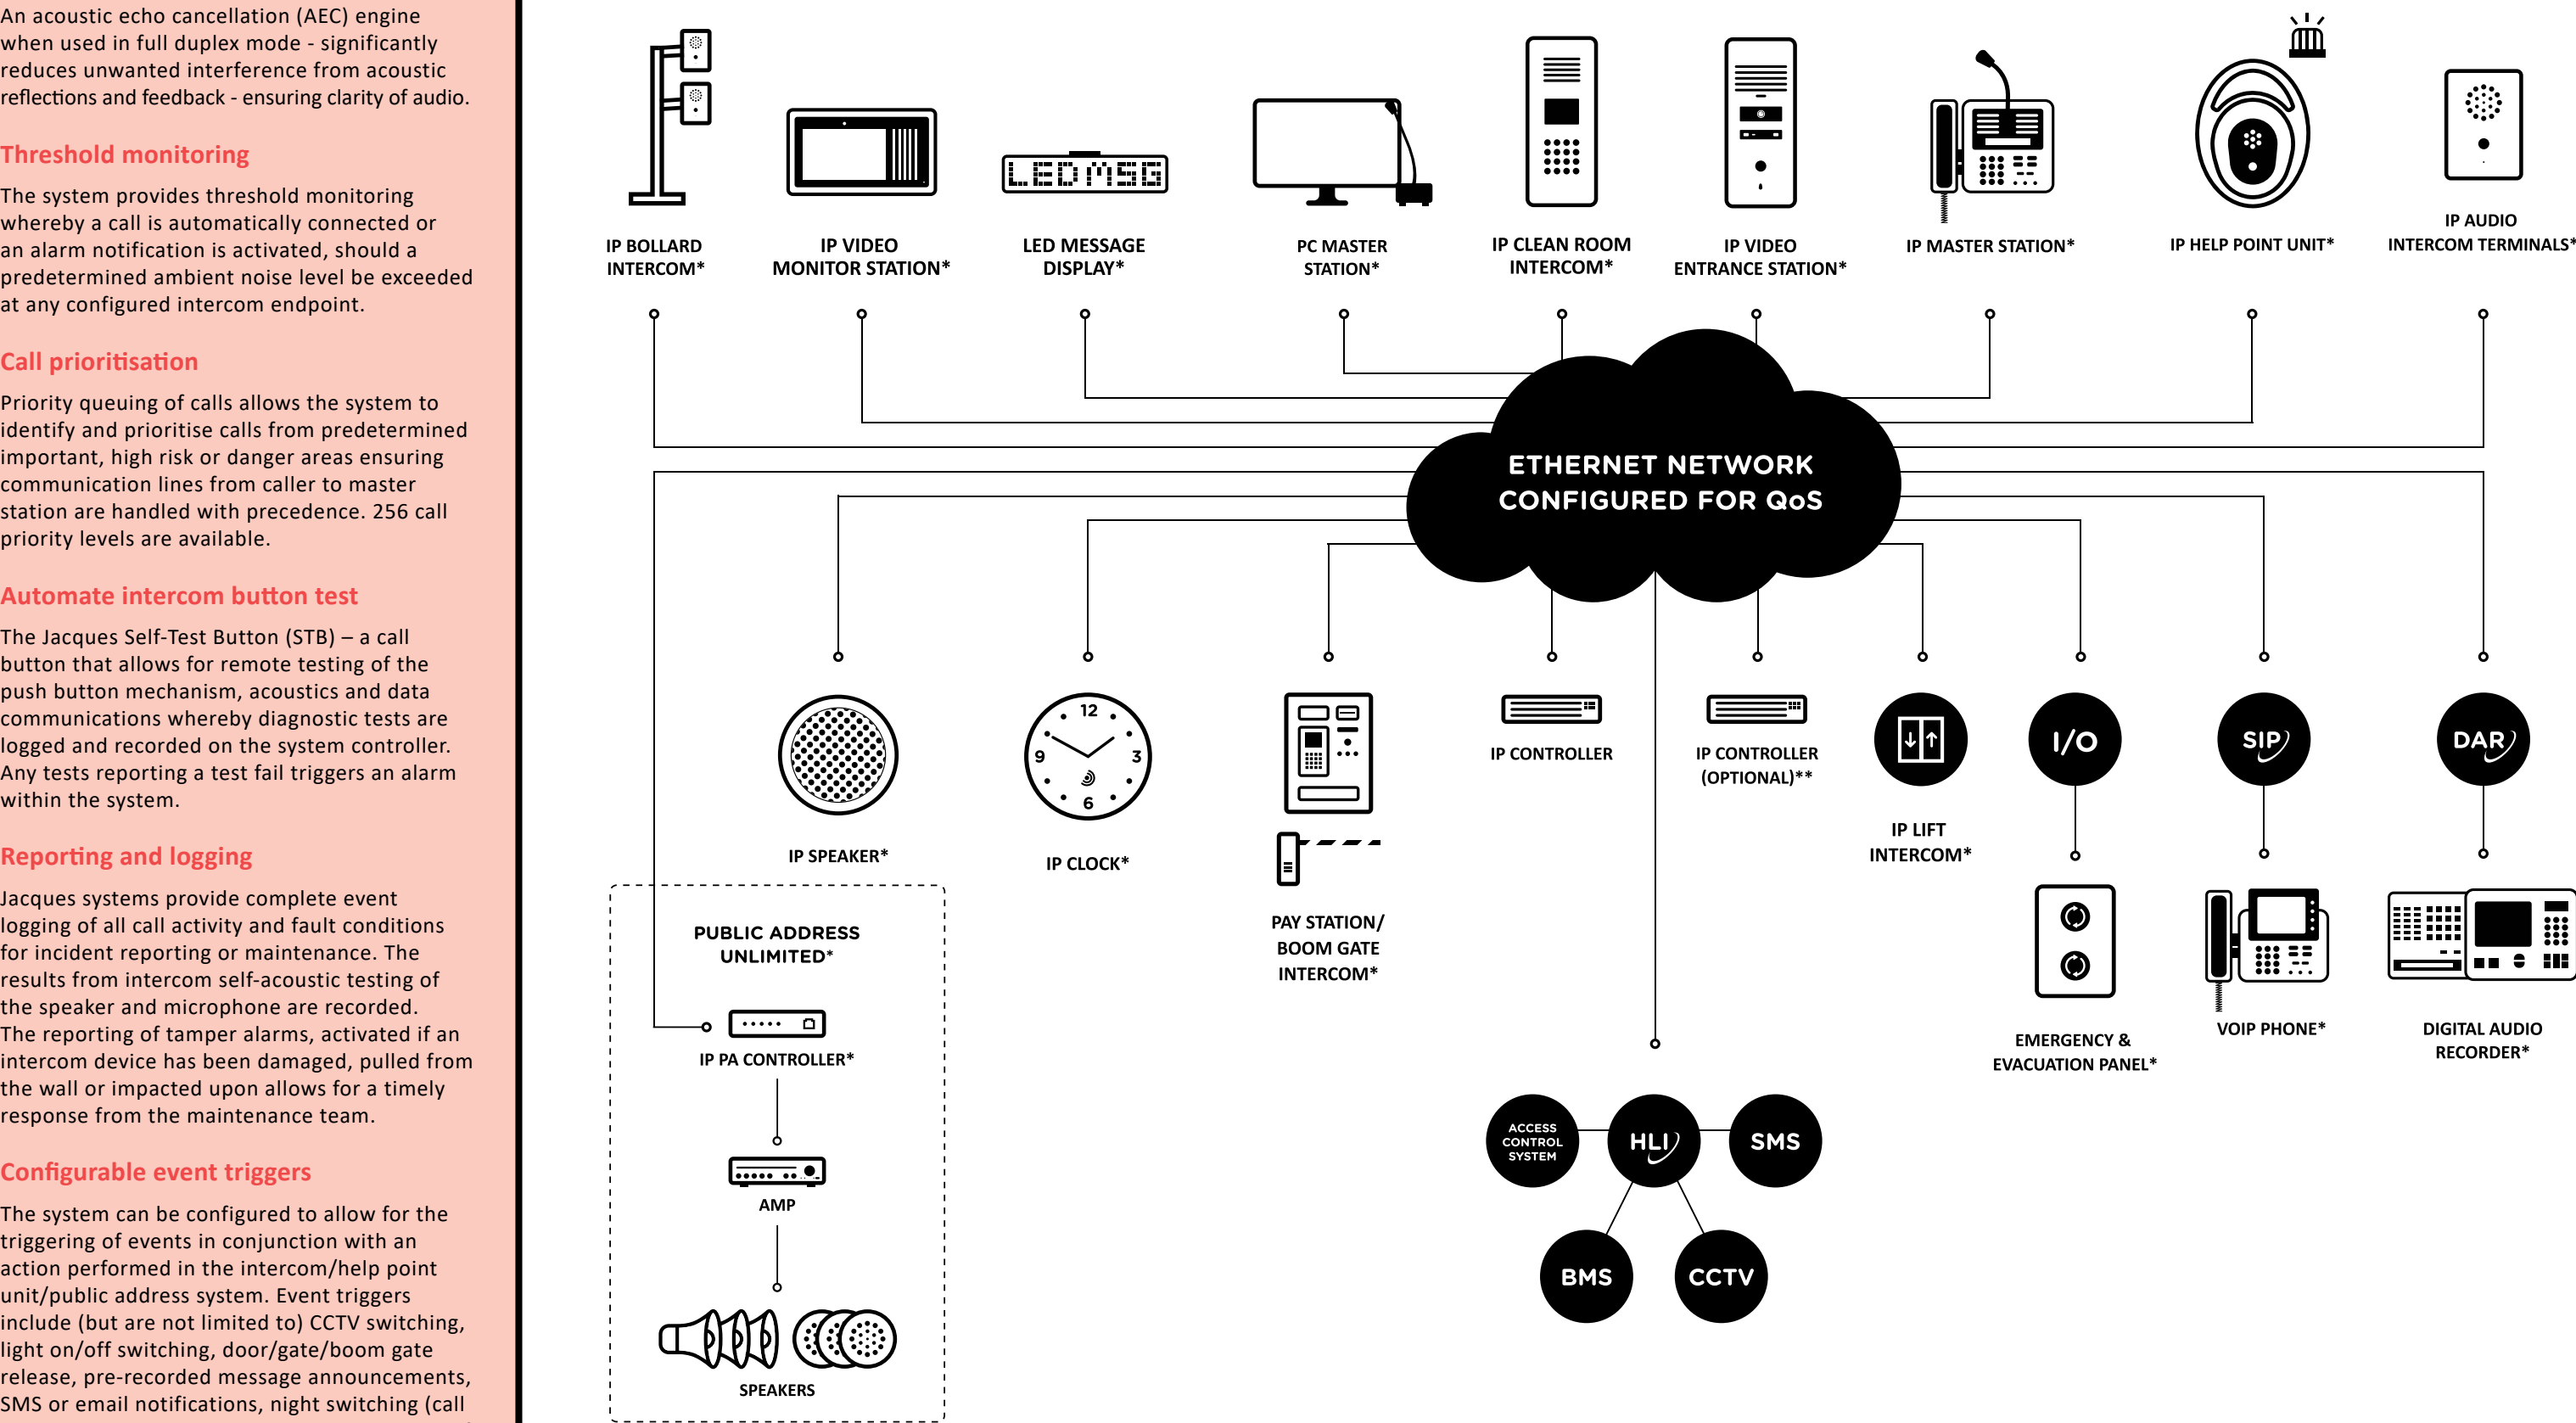 An acoustic echo cancellation (AEC) engine
when used in full duplex mode - significantly
reduces unwanted interference from acoustic
reflections and feedback - ensuring clarity of audio.
Threshold monitoring
The system provides threshold monitoring
whereby a call is automatically connected or
an alarm notification is activated, should a
predetermined ambient noise level be exceeded
at any configured intercom endpoint.
Call prioritisation
Priority queuing of calls allows the system to
identify and prioritise calls from predetermined
important, high risk or danger areas ensuring
communication lines from caller to master
station are handled with precedence. 256 call
priority levels are available.
Automate intercom button test
The Jacques Self-Test Button (STB) – a call
button that allows for remote testing of the
push button mechanism, acoustics and data
communications whereby diagnostic tests are
logged and recorded on the system controller.
Any tests reporting a test fail triggers an alarm
within the system.
Reporting and logging
Jacques systems provide complete event
logging of all call activity and fault conditions
for incident reporting or maintenance. The
results from intercom self-acoustic testing of
the speaker and microphone are recorded.
The reporting of tamper alarms, activated if an
intercom device has been damaged, pulled from
the wall or impacted upon allows for a timely
response from the maintenance team.
Configurable event triggers
The system can be configured to allow for the
triggering of events in conjunction with an
action performed in the intercom/help point
unit/public address system. Event triggers
include (but are not limited to) CCTV switching,
light on/off switching, door/gate/boom gate
release, pre-recorded message announcements,
SMS or email notifications, night switching (call
LED MSG
IP BOLLARD
INTERCOM*
IP VIDEO
MONITOR STATION*
LED MESSAGE
DISPLAY*
PC MASTER
STATION*
IP CLEAN ROOM
INTERCOM*
IP VIDEO
ENTRANCE STATION*
IP MASTER STATION*
IP HELP POINT UNIT*
IP AUDIO
INTERCOM TERMINALS*
ETHERNET NETWORK
CONFIGURED FOR QoS
IP SPEAKER*
12
3
6
9
IP CLOCK*
PAY STATION/
BOOM GATE
INTERCOM*
IP CONTROLLER
IP CONTROLLER
(OPTIONAL)**
IP LIFT
INTERCOM*
I/O
EMERGENCY &
EVACUATION PANEL*
SIP
VOIP PHONE*
DAR
DIGITAL AUDIO
RECORDER*
PUBLIC ADDRESS
UNLIMITED*
IP PA CONTROLLER*
AMP
SPEAKERS
ACCESS
CONTROL
SYSTEM
HLI
SMS
BMS
CCTV